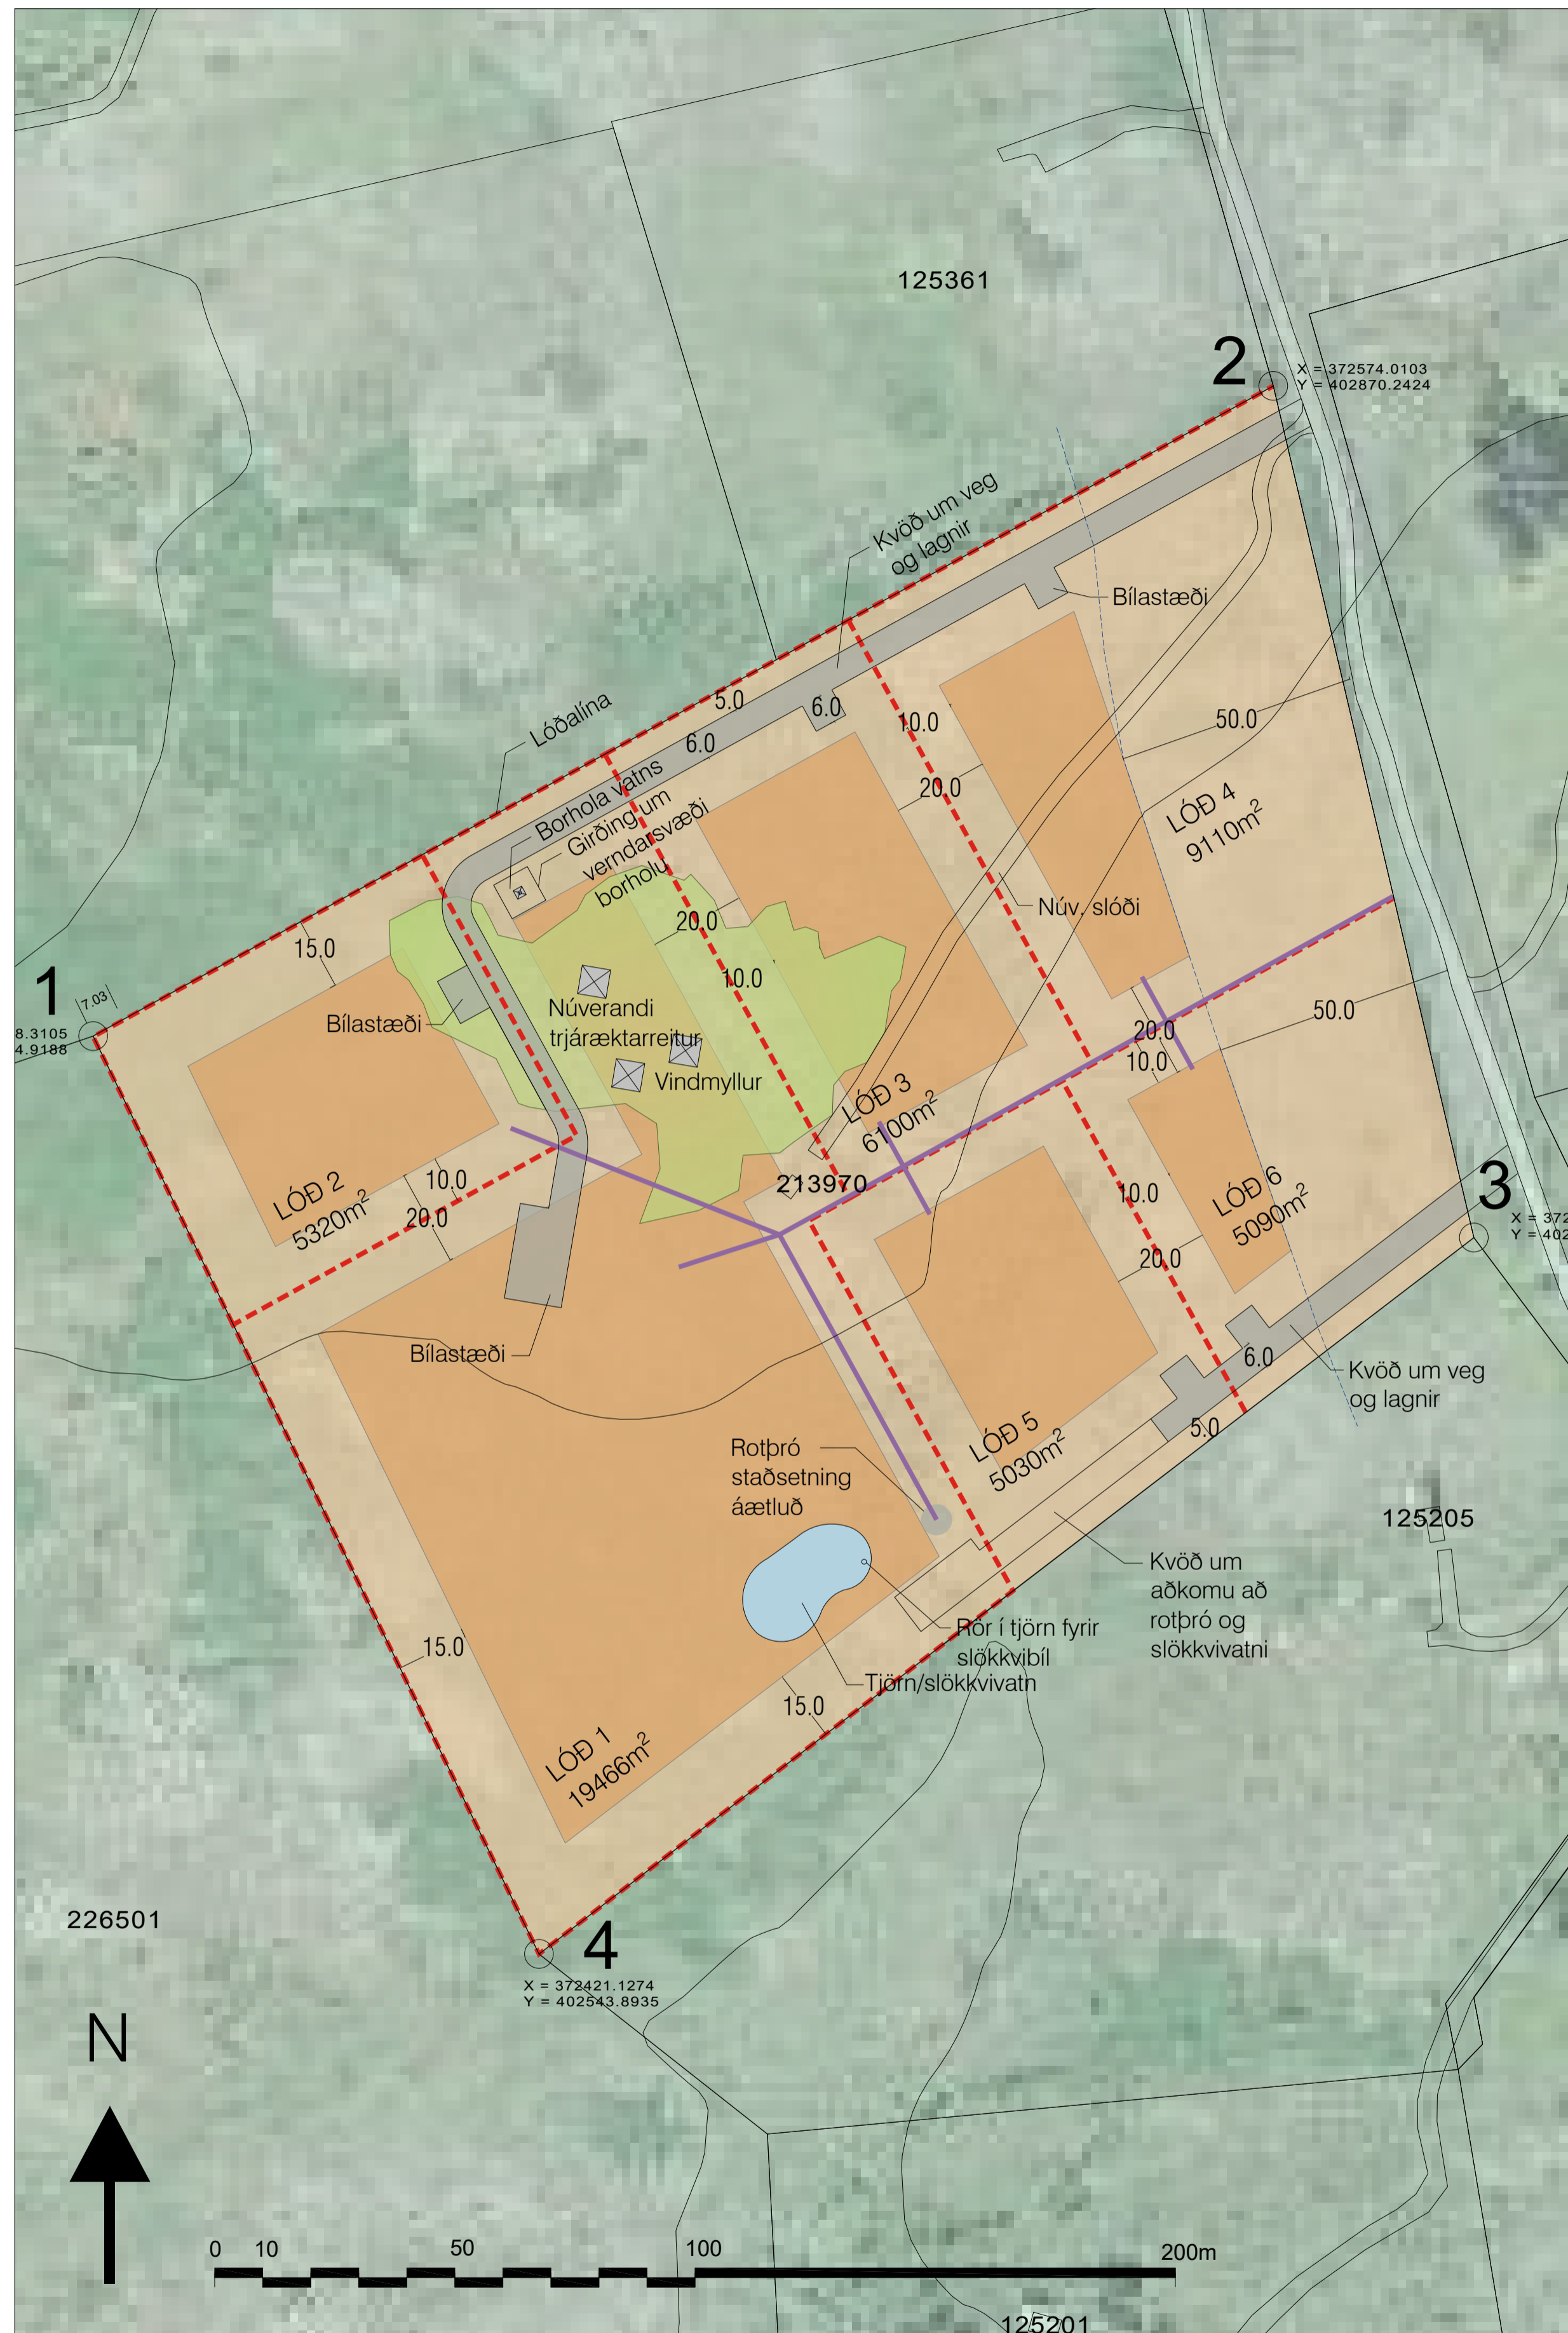 125361
2
X = 372574.0103
Y = 402870.2424
Kvöð um veg
og lagnir
Bílastæði
Lóðalína
5.0
6.0
6.0
10.0
50.0
20.0
Borhola vatns
Girðing um
verndarsvæði
borholu
LÓÐ 4
9110m²
Núv. slóði
20.0
15.0
10.0
1
7.03
8.3105
4.9188
Bílastæði
Núverandi
trjáræktarreitur
Vindmyllur
50.0
20.0
10.0
LÓÐ 3
6100m²
213970
LÓÐ 2
5320m²
10.0
20.0
10.0
LÓÐ 6
5090m²
3
X = 372
Y = 402
20.0
Bílastæði
6.0
Kvöð um veg
og lagnir
5.0
LÓÐ 5
5030m²
Rotþró
staðsetning
áætluð
125205
Kvöð um
aðkomu að
rotþró og
slökkvivatni
Rör í tjörn fyrir
slökkvibíl
Tjörn/slökkvivatn
15.0
15.0
LÓÐ 1
19466m²
226501
4
X = 372421.1274
Y = 402543.8935
N
0 10 50 100 200m
125201